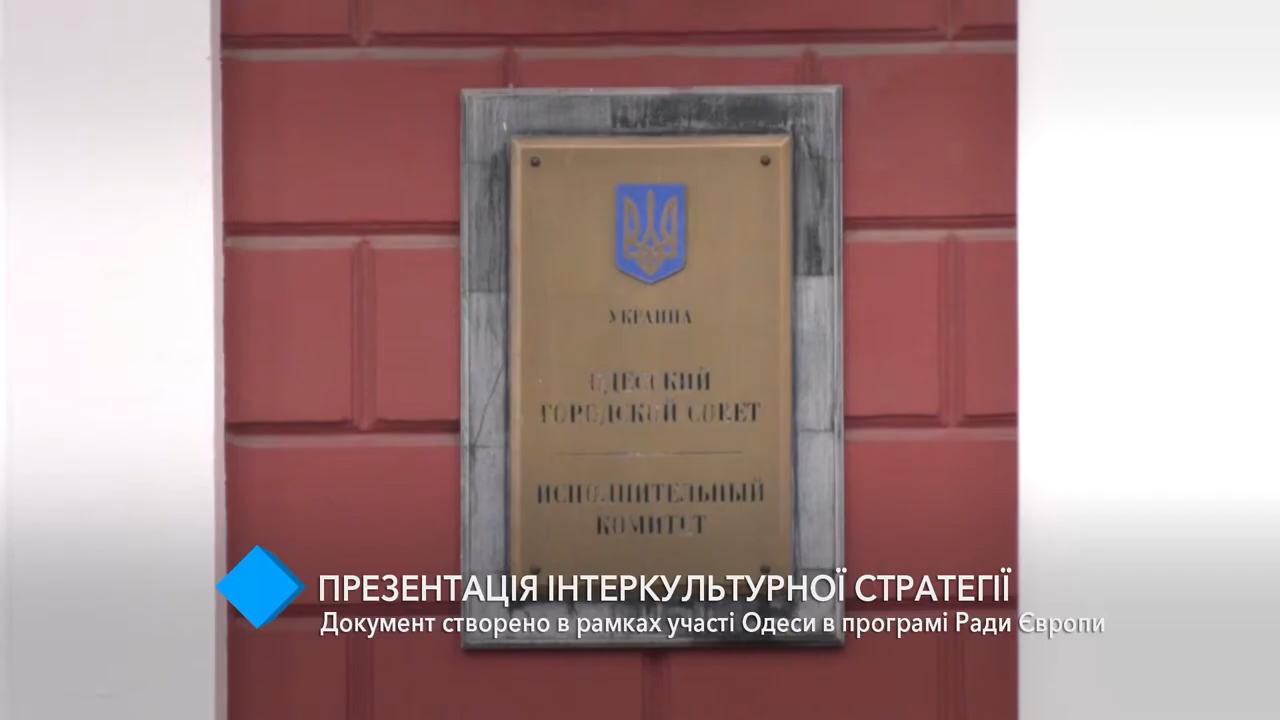 УКРАИНА
ОДЕССКИЙ
ГОРОДСКОЙ СОВЕТ
ИСПОЛНИТЕЛЬНЫЙ
КОМИТЕТ
ПРЕЗЕНТАЦІЯ ІНТЕРКУЛЬТУРНОЇ СТРАТЕГІЇ
Документ створено в рамках участі Одеси в програмі Ради Європи